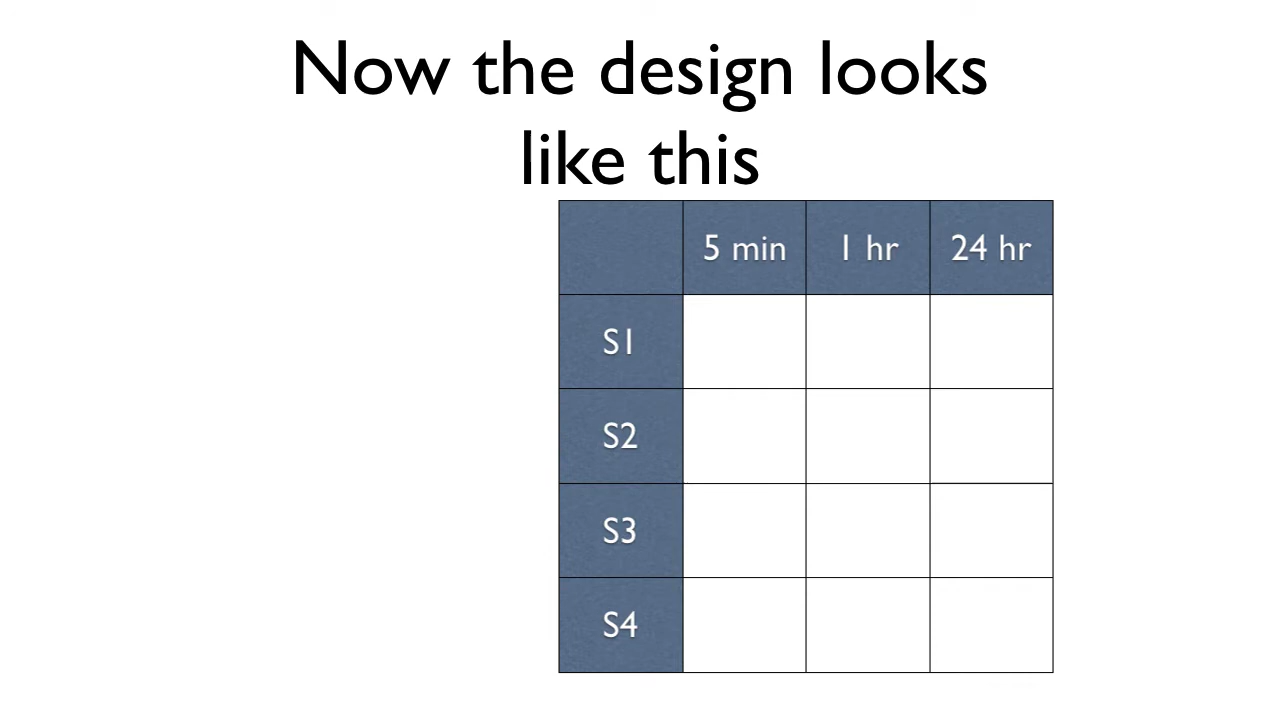 Now the design looks
like this
5 min 1 hr 24 hr
S1
S2
S3
S4